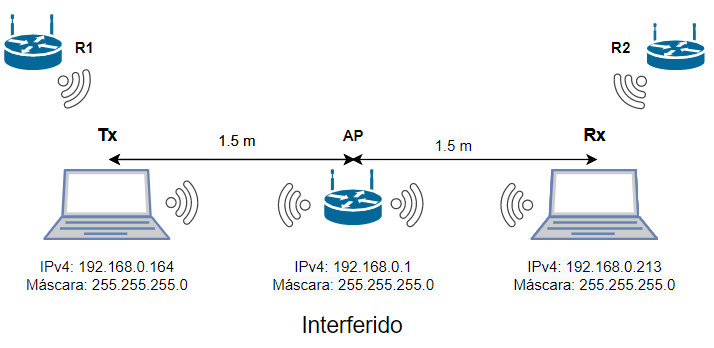 R1
R2
Tx
1.5 m
AP
1.5 m
Rx
IPv4: 192.168.0.164
Máscara: 255.255.255.0
IPv4: 192.168.0.1
Máscara: 255.255.255.0
IPv4: 192.168.0.213
Máscara: 255.255.255.0
Interferido